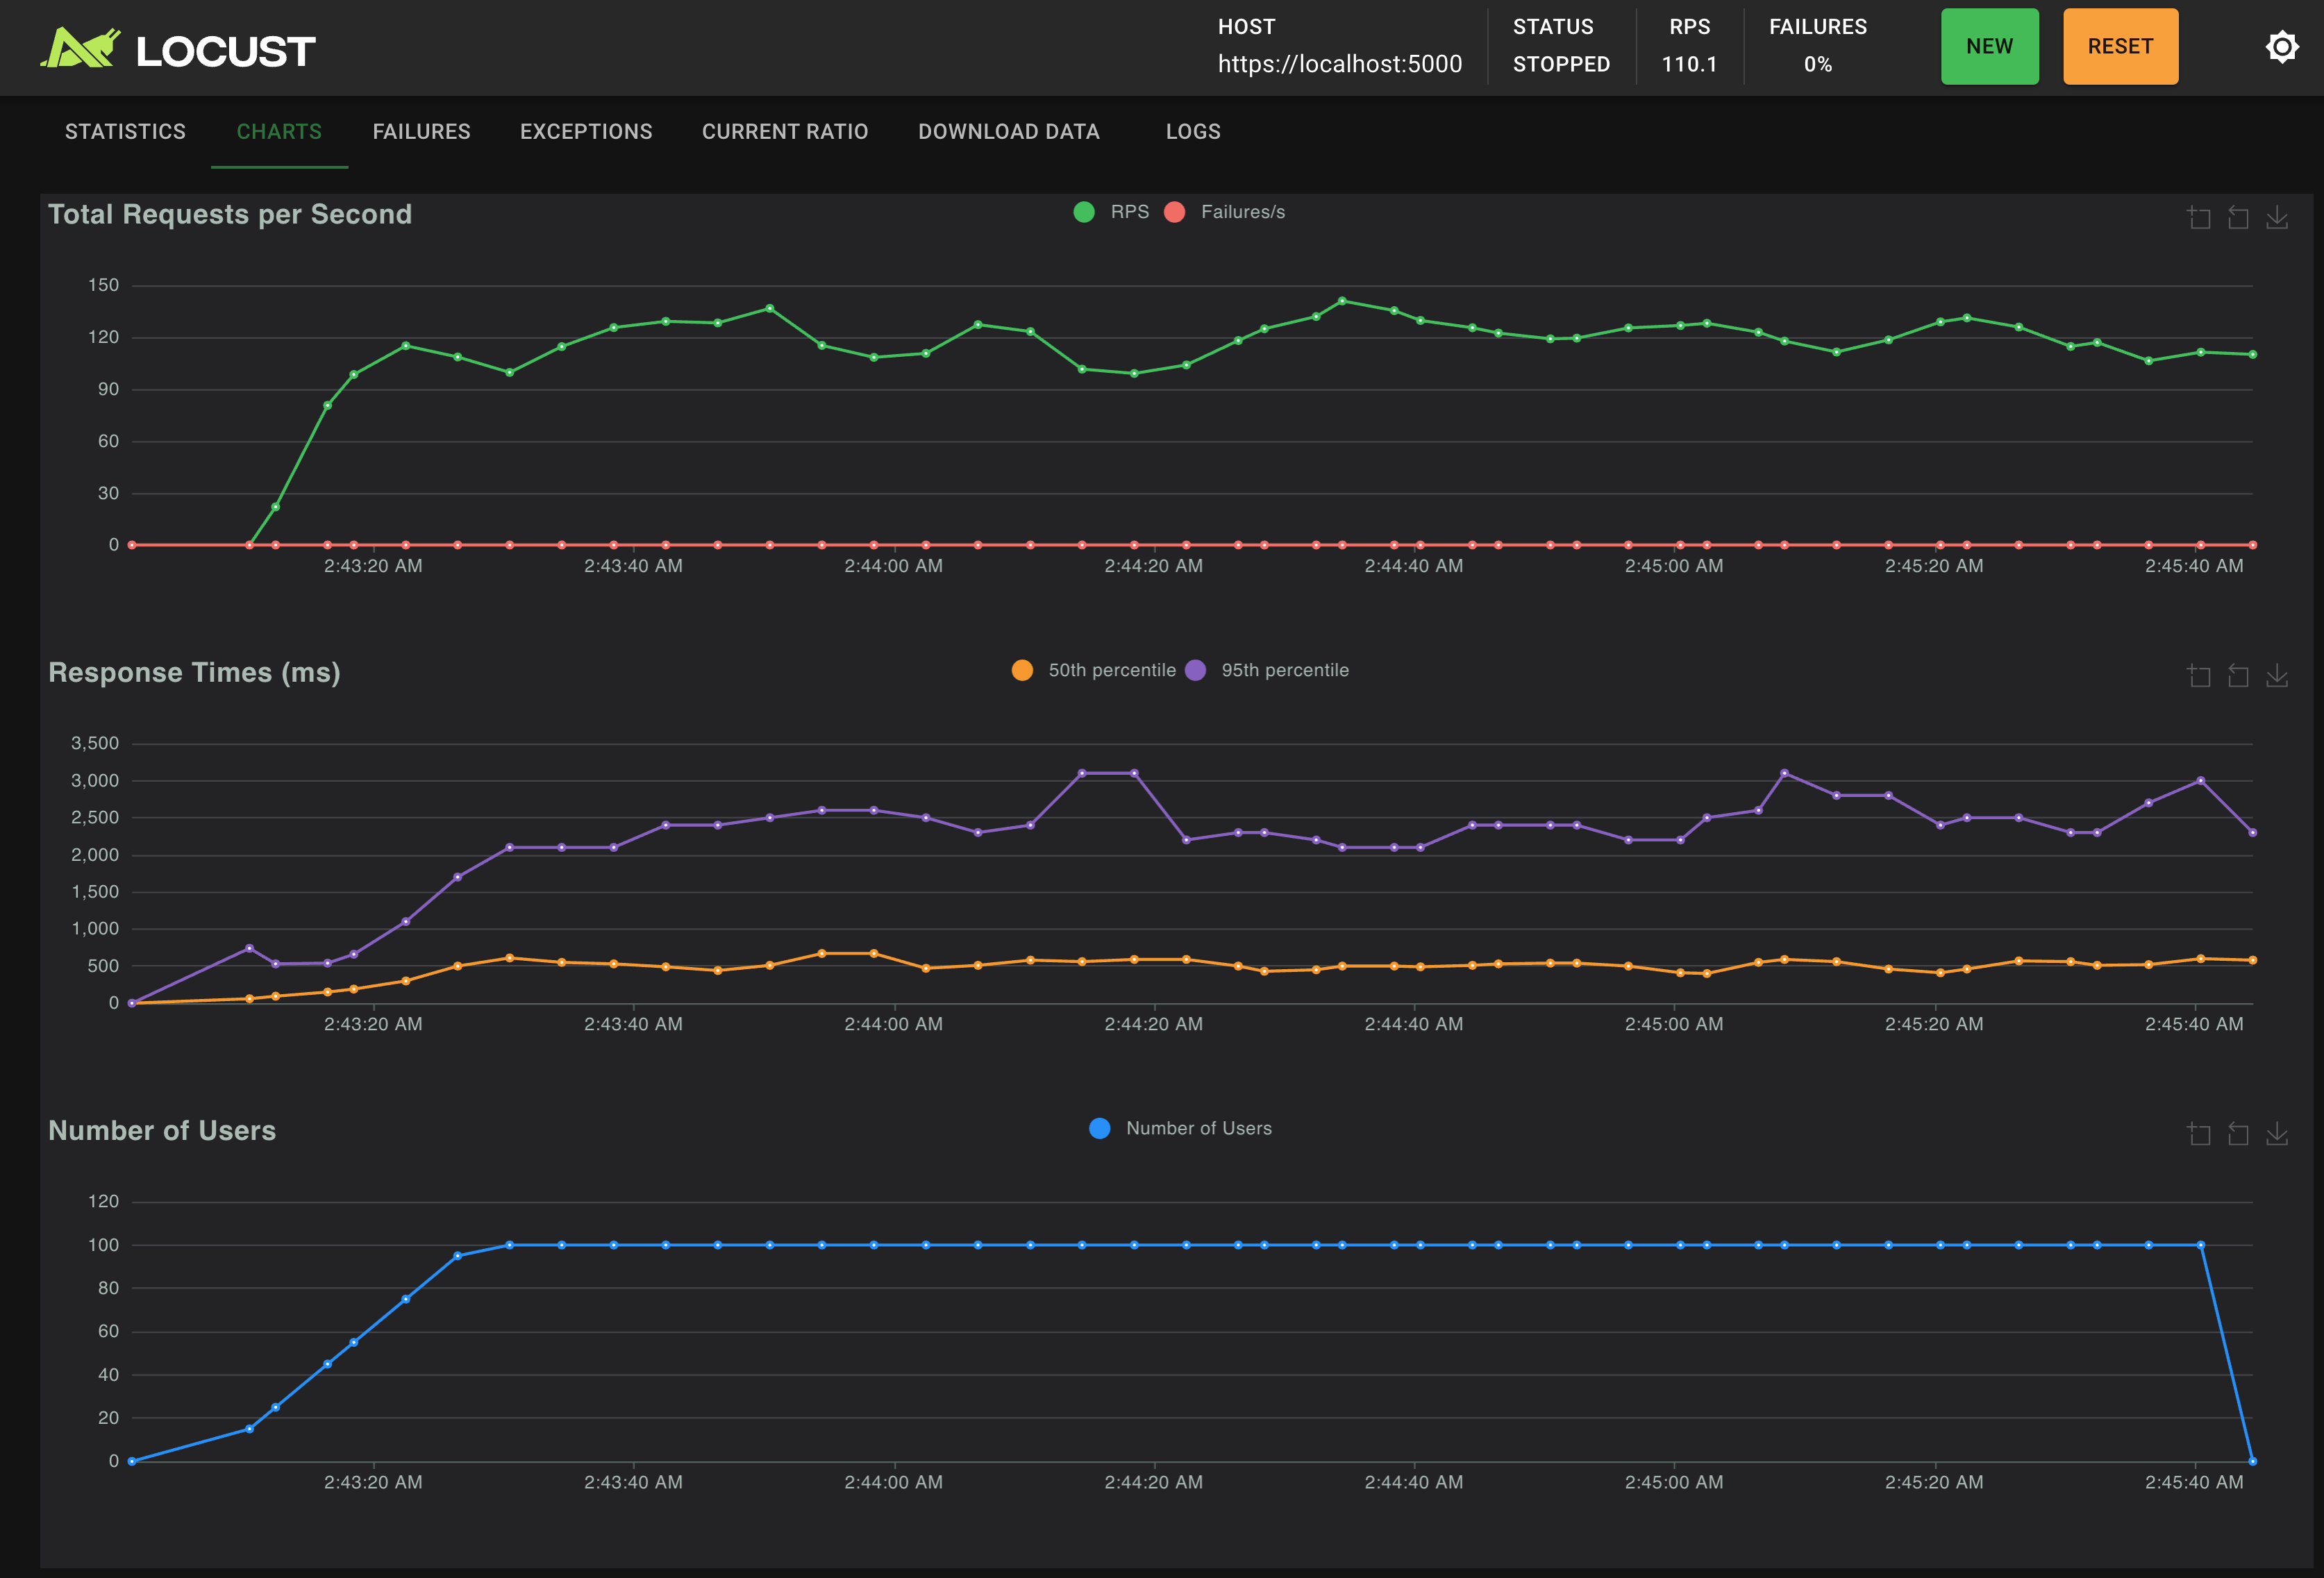 LOCUST
HOST
https://localhost:5000
STATUS
STOPPED
RPS
110.1
FAILURES
0%
NEW
RESET
STATISTICS CHARTS FAILURES EXCEPTIONS CURRENT RATIO DOWNLOAD DATA LOGS
Total Requests per Second
RPS Failures/s
150
120
90
60
30
0
2:43:20 AM 2:43:40 AM 2:44:00 AM 2:44:20 AM 2:44:40 AM 2:45:00 AM 2:45:20 AM 2:45:40 AM
Response Times (ms)
50th percentile 95th percentile
3,500
3,000
2,500
2,000
1,500
1,000
500
0
2:43:20 AM 2:43:40 AM 2:44:00 AM 2:44:20 AM 2:44:40 AM 2:45:00 AM 2:45:20 AM 2:45:40 AM
Number of Users
Number of Users
120
100
80
60
40
20
0
2:43:20 AM 2:43:40 AM 2:44:00 AM 2:44:20 AM 2:44:40 AM 2:45:00 AM 2:45:20 AM 2:45:40 AM